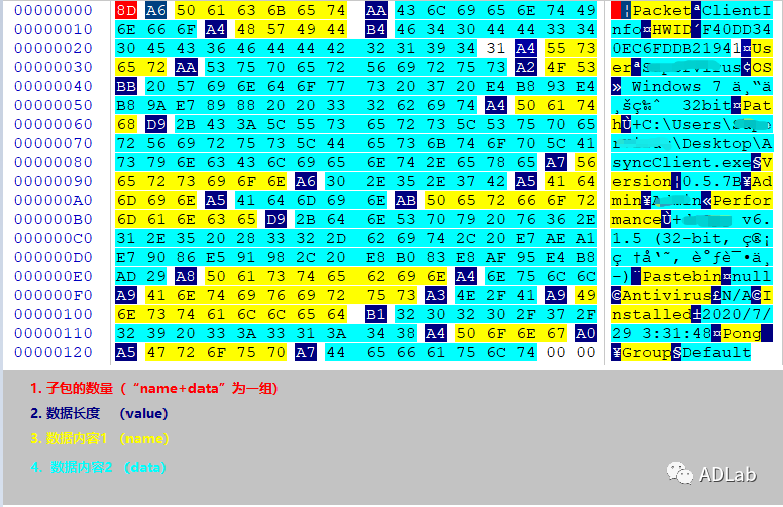 00000000 8D A6 50 61 63 6B 65 74 AA 43 6C 69 65 6E 74 49 ¦PacketªClientI
00000010 6E 66 6F A4 48 57 49 44 B4 46 34 30 44 44 33 34 nfo¤HWID´F40DD34
00000020 30 45 43 36 46 44 44 42 32 31 39 34 31 A4 55 73 0EC6FDDB21941¤Us
00000030 65 72 AA 53 75 70 65 72 56 69 72 75 73 A2 4F 53 erª¢OS
00000040 BB 20 57 69 6E 64 6F 77 73 20 37 20 E4 B8 93 E4 » Windows 7 ä¸“ä
00000050 B8 9A E7 89 88 20 20 33 32 62 69 74 A4 50 61 74 ¸šç‰ˆ  32bit¤Pat
00000060 68 D9 2B 43 3A 5C 55 73 65 72 73 5C 53 75 70 65 hÙ+C:\Users\
00000070 72 56 69 72 75 73 5C 44 65 73 6B 74 6F 70 5C 41 \Desktop\A
00000080 73 79 6E 63 43 6C 69 65 6E 74 2E 65 78 65 A7 56 syncClient.exe§V
00000090 65 72 73 69 6F 6E A6 30 2E 35 2E 37 42 A5 41 64 ersion¦0.5.7B¥Ad
000000A0 6D 69 6E A5 41 64 6D 69 6E AB 50 65 72 66 6F 72 min¥Admin«Perfor
000000B0 6D 61 6E 63 65 D9 2B 64 6E 53 70 79 20 76 36 2E manceÙ+ v6.
000000C0 31 2E 35 20 28 33 32 2D 62 69 74 2C 20 E7 AE A1 1.5 (32-bit, ç®¡
000000D0 E7 90 86 E5 91 98 2C 20 E8 B0 83 E8 AF 95 E4 B8 ç †å‘˜, è°ƒè¯•ä¸
000000E0 AD 29 A8 50 61 73 74 65 62 69 6E A4 6E 75 6C 6C -)¨Pastebin¤null
000000F0 A9 41 6E 74 69 76 69 72 75 73 A3 4E 2F 41 A9 49 ©Antivirus£N/A©I
00000100 6E 73 74 61 6C 6C 65 64 B1 32 30 32 30 2F 37 2F nstalled±2020/7/
00000110 32 39 20 33 3A 33 31 3A 34 38 A4 50 6F 6E 67 A0 29 3:31:48¤Pong
00000120 A5 47 72 6F 75 70 A7 44 65 66 61 75 6C 74 00 00 ¥Group§Default
1. 子包的数量（“name+data”为一组)
2. 数据长度 （value）
3. 数据内容1 （name）
4. 数据内容2 （data）
ADLab